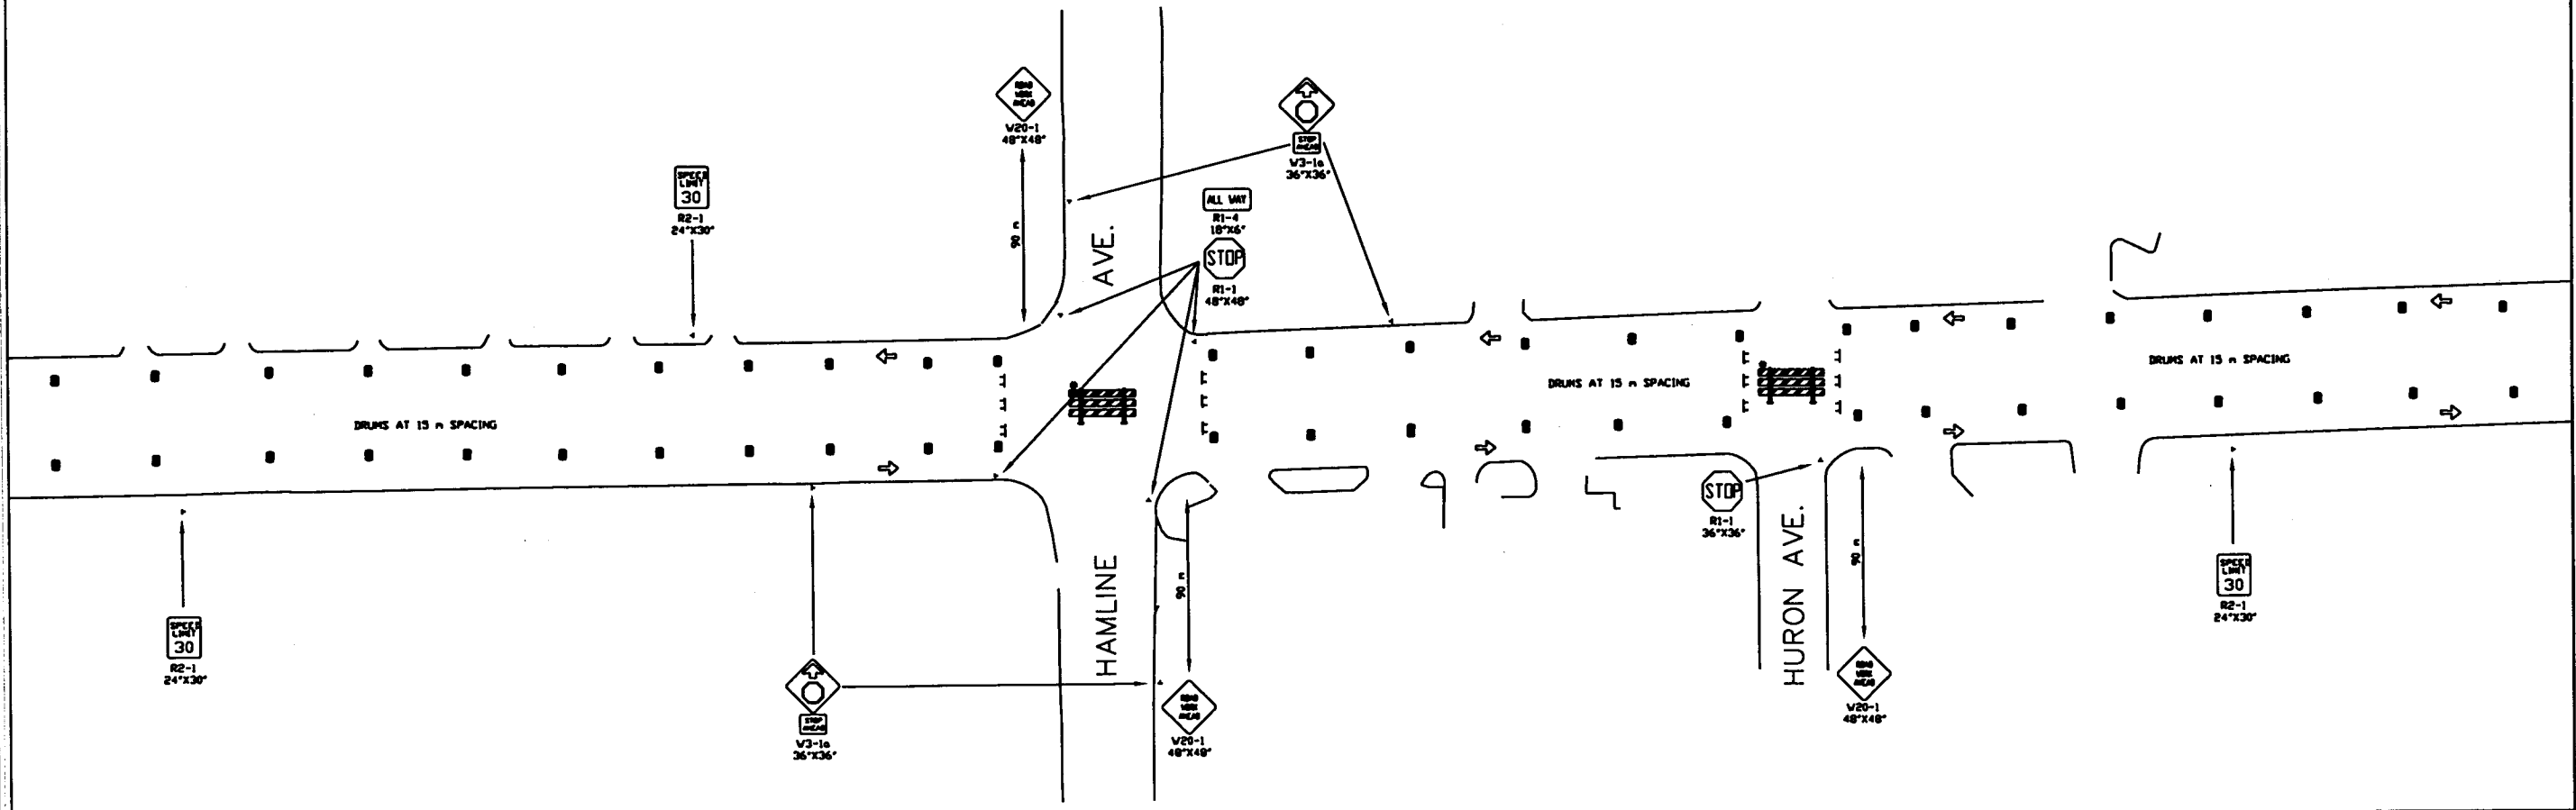 ROAD
WORK
AHEAD
W20-1
48"X48"
STOP
AHEAD
W3-1a
36"X36"
SPEED
LIMIT
30
R2-1
24"X30"
90 m
AVE.
ALL WAY
R1-4
18"X6"
STOP
R1-1
48"X48"
DRUMS AT 15 m SPACING
DRUMS AT 15 m SPACING
DRUMS AT 15 m SPACING
STOP
R1-1
36"X36"
HURON AVE.
90 m
SPEED
LIMIT
30
R2-1
24"X30"
HAMLINE
90 m
SPEED
LIMIT
30
R2-1
24"X30"
STOP
AHEAD
W3-1a
36"X36"
ROAD
WORK
AHEAD
W20-1
48"X48"
ROAD
WORK
AHEAD
W20-1
48"X48"